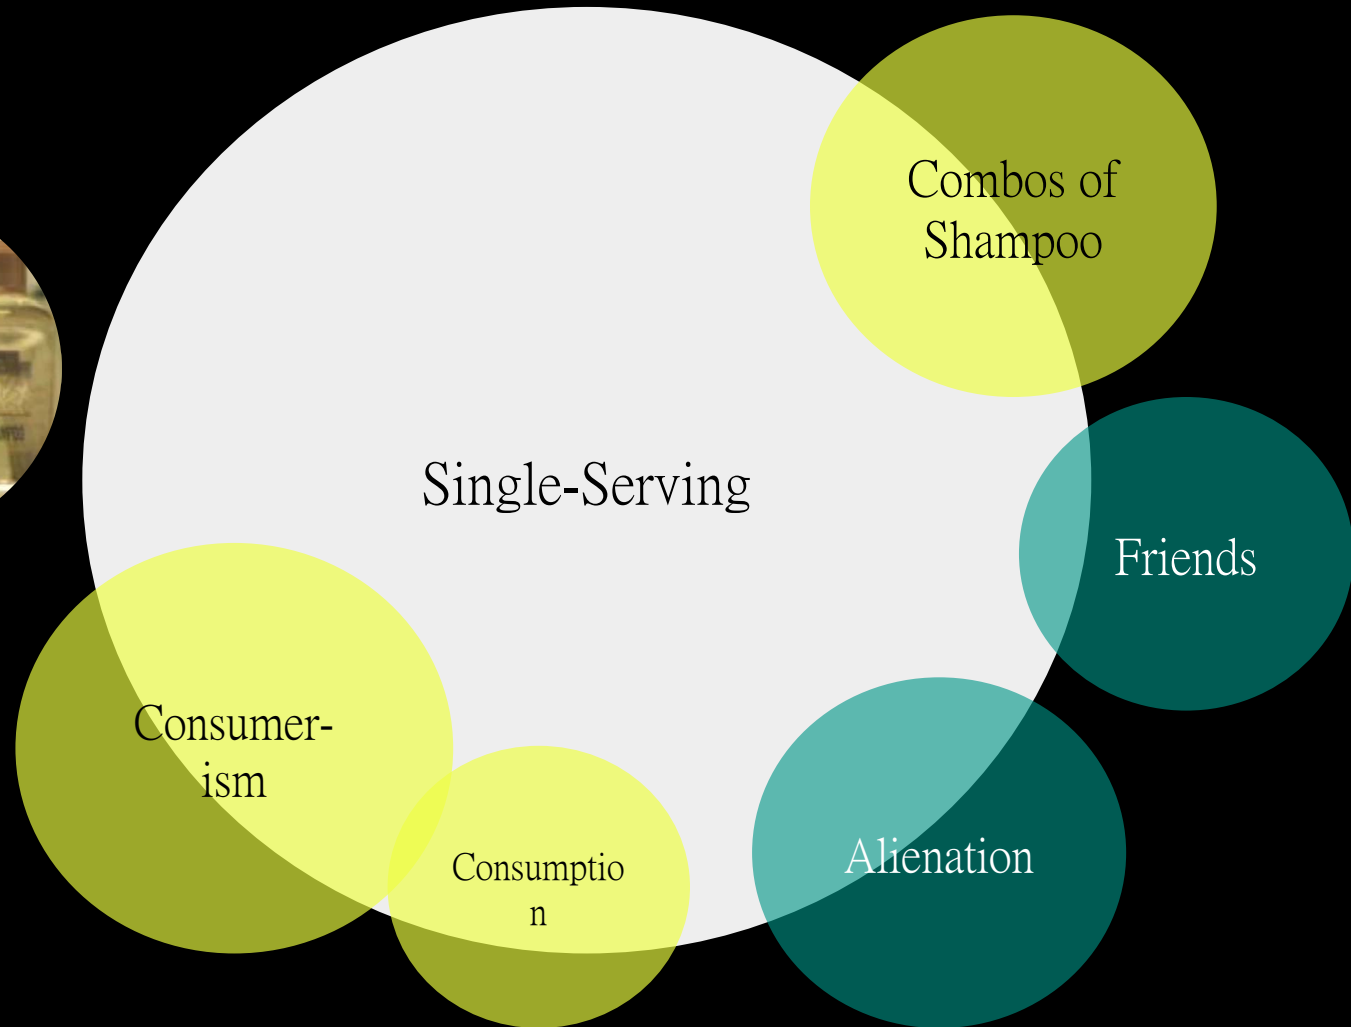 Combos of
Shampoo
Single-Serving
Friends
Consumer-
ism
Alienation
Consumptio
n